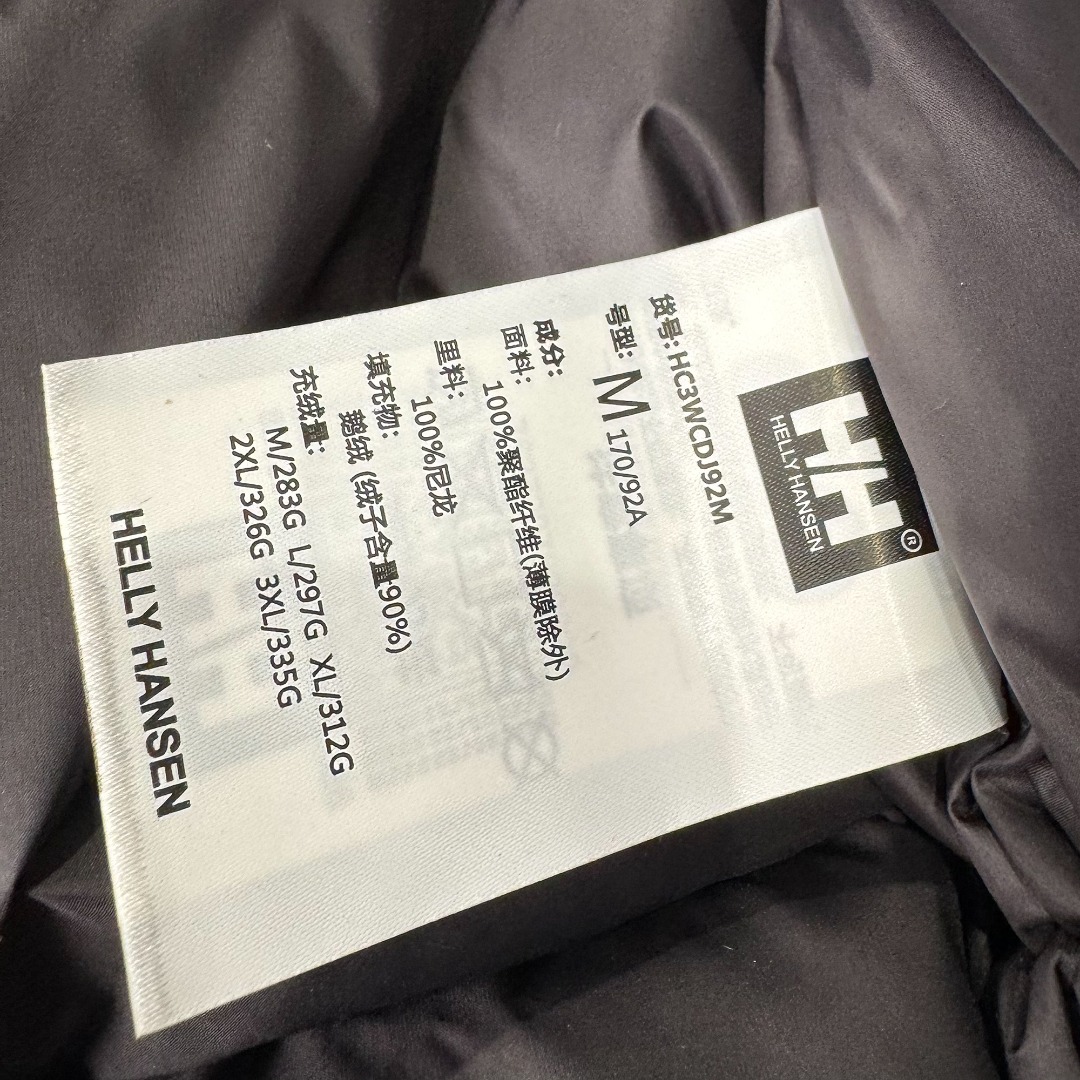 HH®
HELLY HANSEN
货号: HC3WCDJ92M
号型: M 170/92A
成分:
面料:
100%聚酯纤维(薄膜除外)
里料:
100%尼龙
填充物:
鹅绒 (绒子含量90%)
充绒量:
M/283G L/297G XL/312G
2XL/326G 3XL/335G
HELLY HANSEN